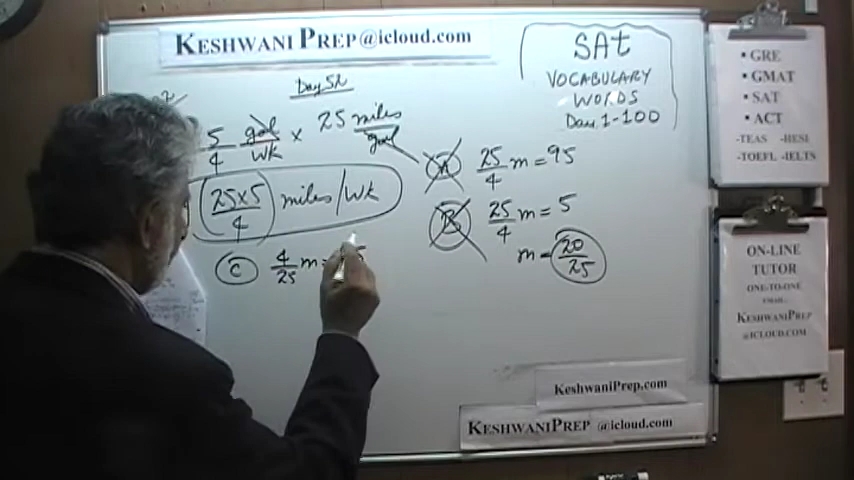 KESHWANI PREP@icloud.com
Day 52
5/4 gal/WK × 25 miles/gal
(25×5/4) miles/WK
C 4/25 m =
A 25/4 m = 95
B 25/4 m = 5
m = 20/25
SAt
VOCABULARY
WORDS
Day 1-100
• GRE
• GMAT
• SAT
• ACT
-TEAS -HESI
-TOEFL -IELTS
ON-LINE
TUTOR
ONE-TO-ONE
EMAIL
KESHWANIPREP
@ICLOUD.COM
KESHWANIPREP.com
KESHWANIPREP @icloud.com